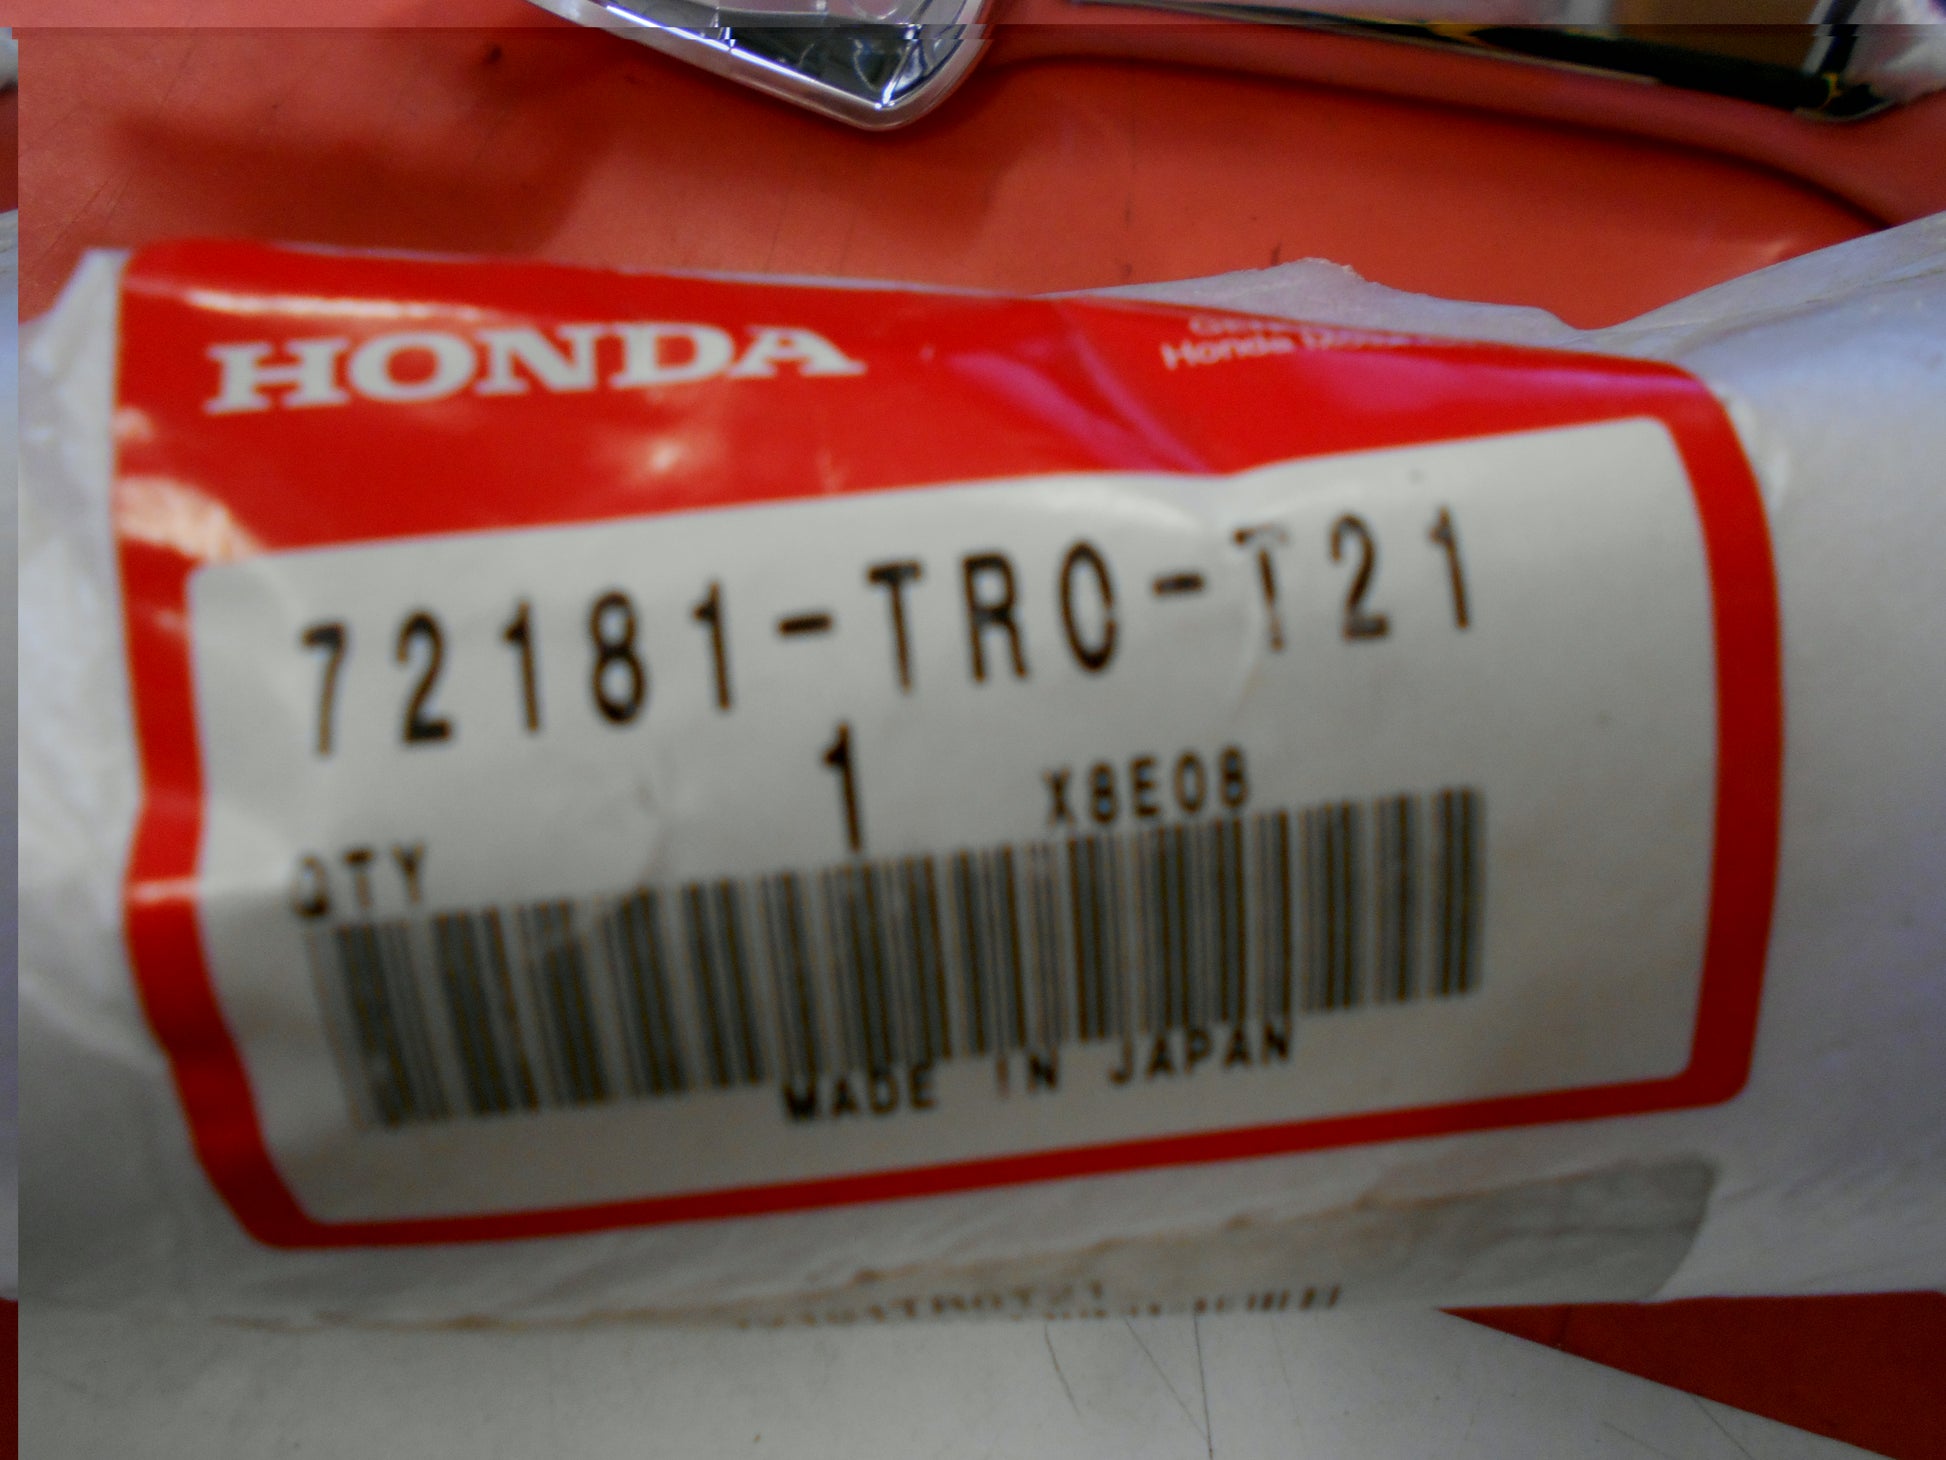 HONDA
Honda
72181-TR0-T21
1
X8E08
QTY
MADE IN JAPAN